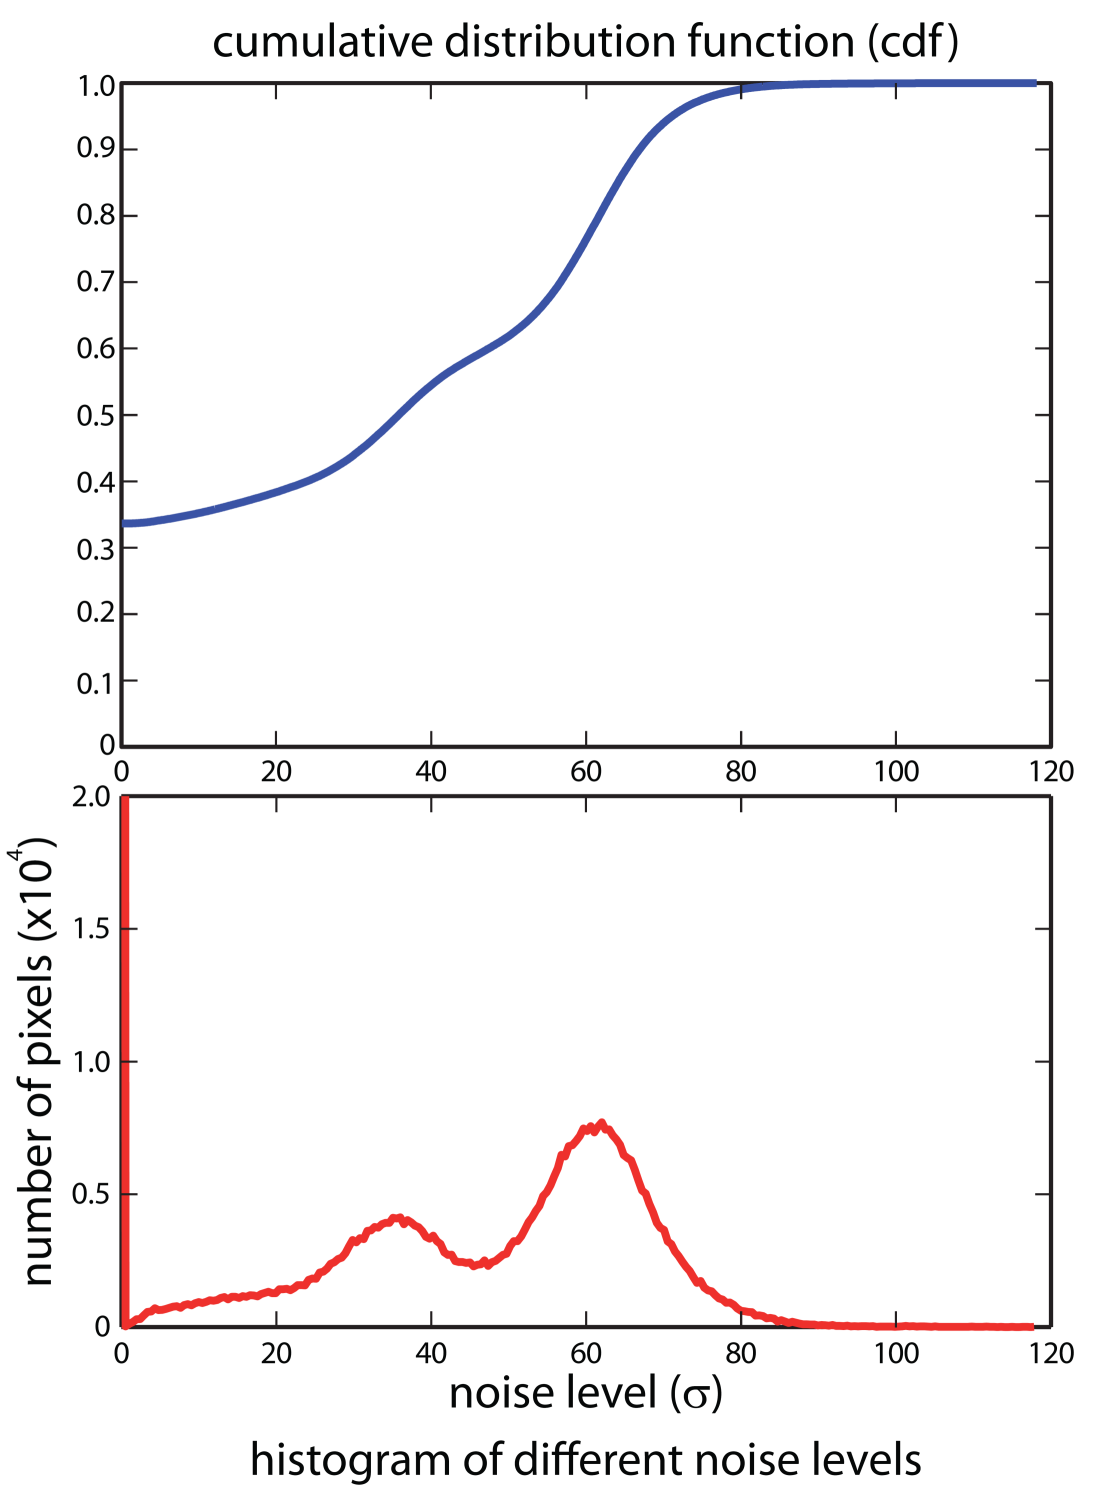 cumulative distribution function (cdf)
1.0
0.9
0.8
0.7
0.6
0.5
0.4
0.3
0.2
0.1
0
0 20 40 60 80 100 120
number of pixels (x10⁴)
2.0
1.5
1.0
0.5
0
0 20 40 60 80 100 120
noise level (σ)
histogram of different noise levels